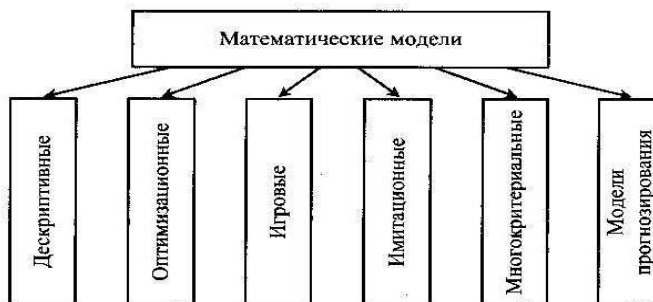 Математические модели
Дескриптивные
Оптимизационные
Игровые
Имитационные
Многокритериальные
Модели
прогнозирования